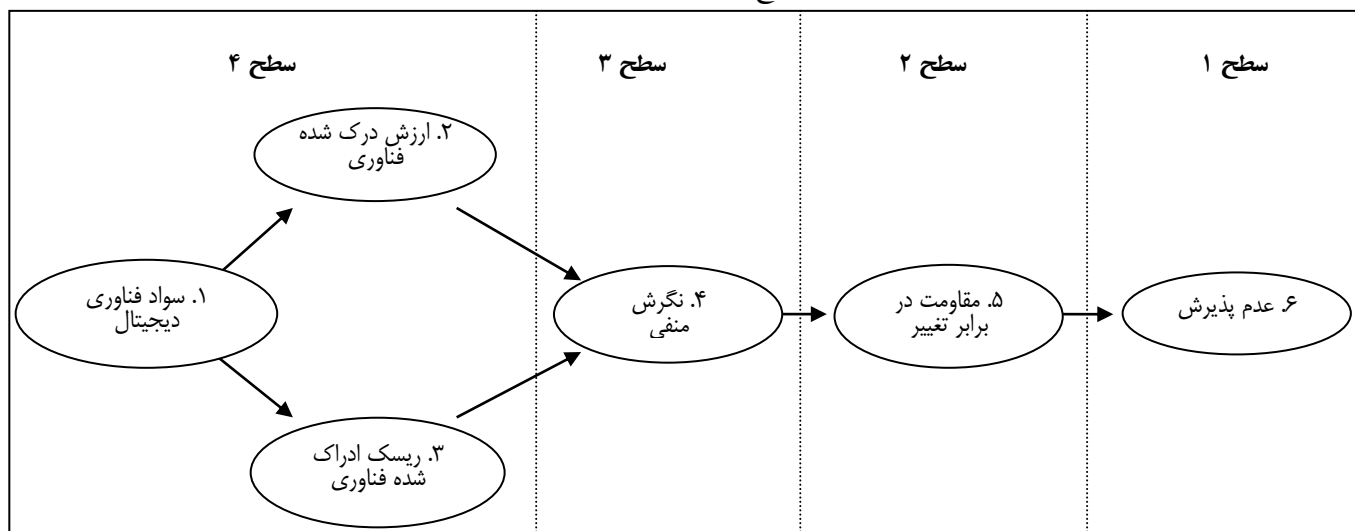 سطح ۱
سطح ۲
سطح ۳
سطح ۴
۲. ارزش درک شده
فناوری
۱. سواد فناوری
دیجیتال
۳. ریسک ادراک
شده فناوری
۴. نگرش
منفی
۵. مقاومت در
برابر تغییر
۶. عدم پذیرش